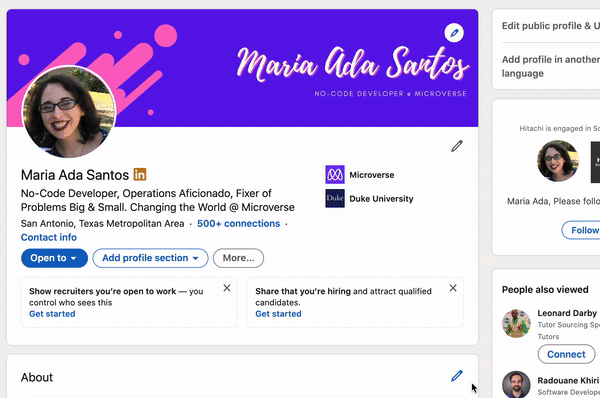 Maria Ada Santos
NO-CODE DEVELOPER @ MICROVERSE
Maria Ada Santos in
No-Code Developer, Operations Aficionado, Fixer of
Problems Big & Small. Changing the World @ Microverse
San Antonio, Texas Metropolitan Area · 500+ connections ·
Contact info
Microverse
Duke Duke University
Open to
Add profile section
More...
Show recruiters you're open to work — you
control who sees this
Get started
Share that you're hiring and attract qualified
candidates.
Get started
About
Edit public profile & U
Add profile in another
language
Hitachi is engaged in So
Maria Ada, Please follo
Follow
People also viewed
Leonard Darby
Tutor Sourcing Spe
Tutors
Connect
Radouane Khiri
Software Develope